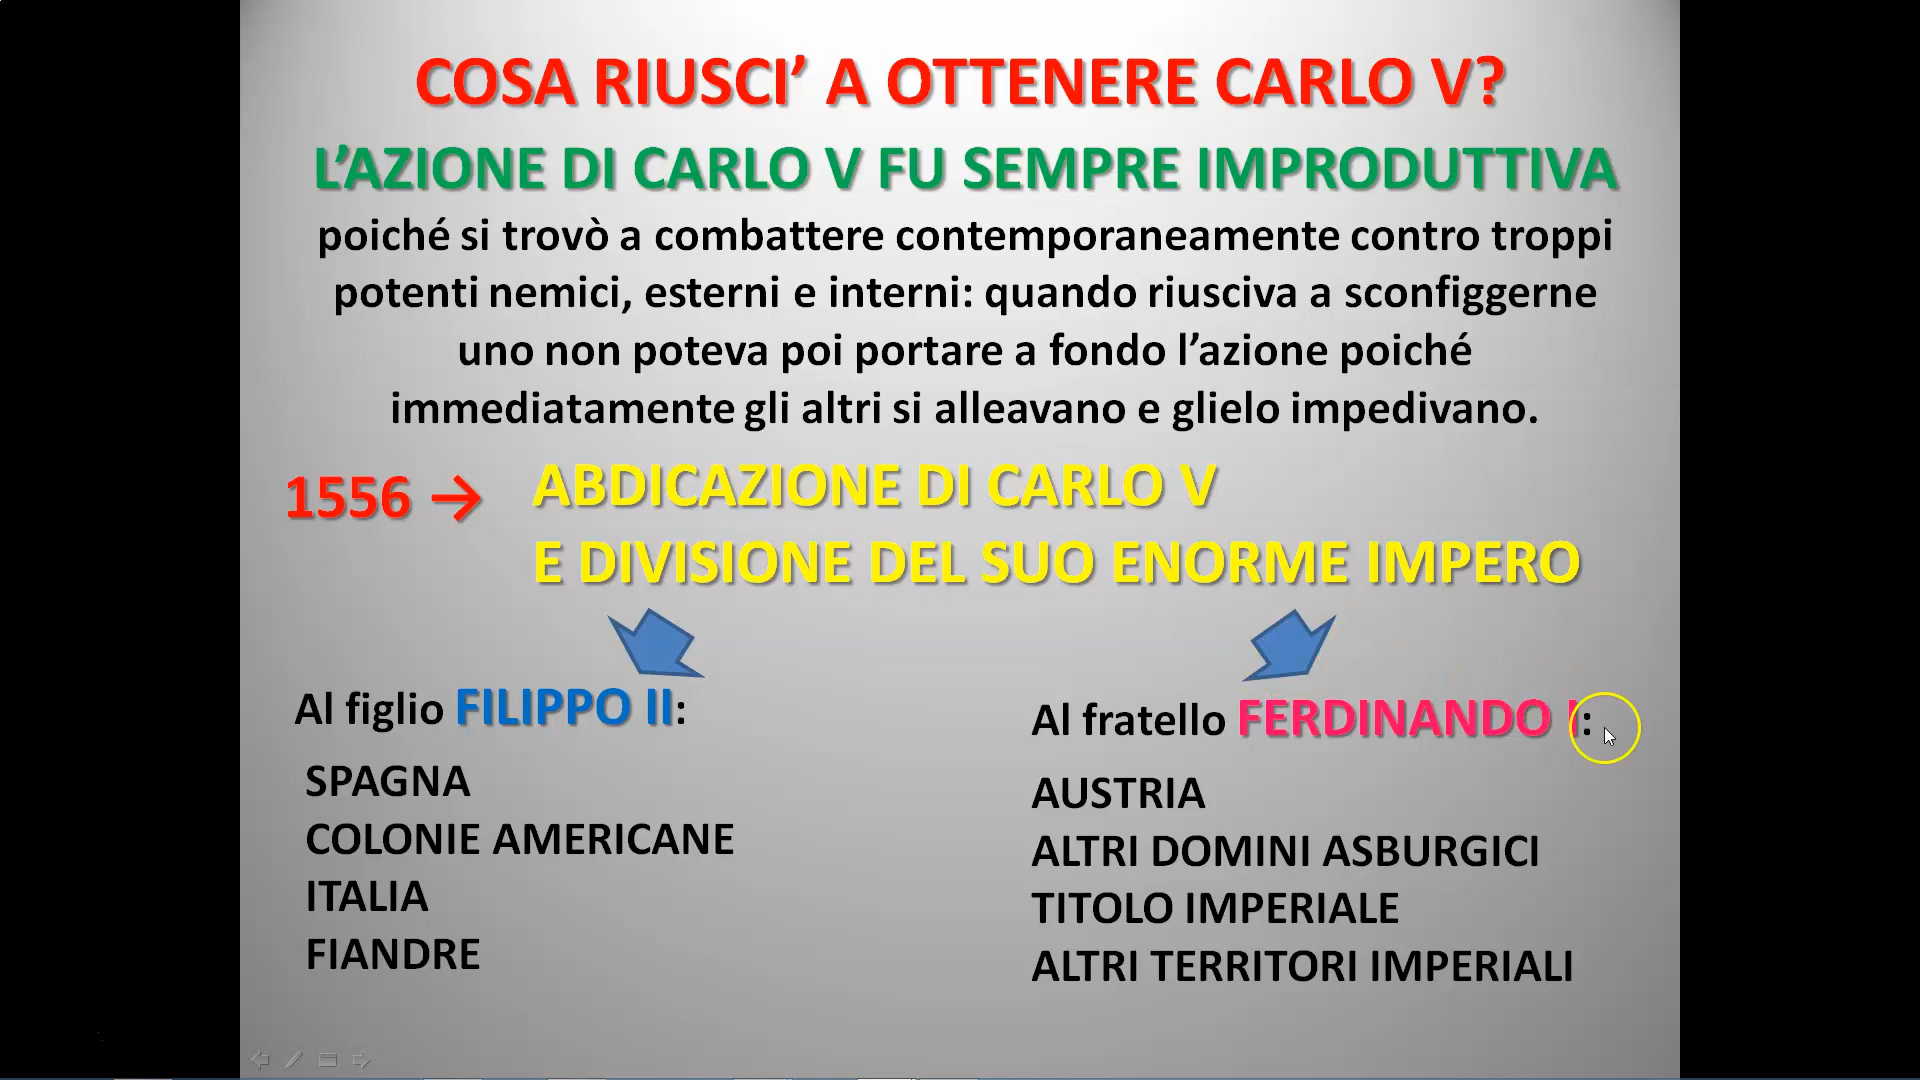 COSA RIUSCI’ A OTTENERE CARLO V?
L’AZIONE DI CARLO V FU SEMPRE IMPRODUTTIVA
poiché si trovò a combattere contemporaneamente contro troppi
potenti nemici, esterni e interni: quando riusciva a sconfiggerne
uno non poteva poi portare a fondo l’azione poiché
immediatamente gli altri si alleavano e glielo impedivano.
1556 → ABDICAZIONE DI CARLO V
E DIVISIONE DEL SUO ENORME IMPERO
Al figlio FILIPPO II:
SPAGNA
COLONIE AMERICANE
ITALIA
FIANDRE
Al fratello FERDINANDO I:
AUSTRIA
ALTRI DOMINI ASBURGICI
TITOLO IMPERIALE
ALTRI TERRITORI IMPERIALI